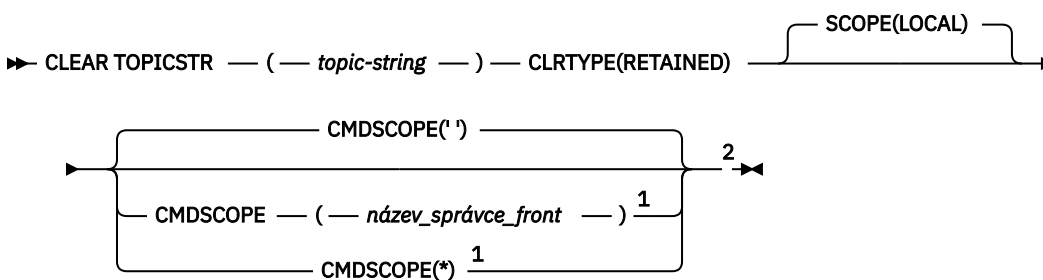 SCOPE(LOCAL)
CLEAR TOPICSTR ( topic-string ) CLRTYPE(RETAINED)
CMDSCOPE(' ')
2
CMDSCOPE ( název_správce_front ) 1
CMDSCOPE(*) 1